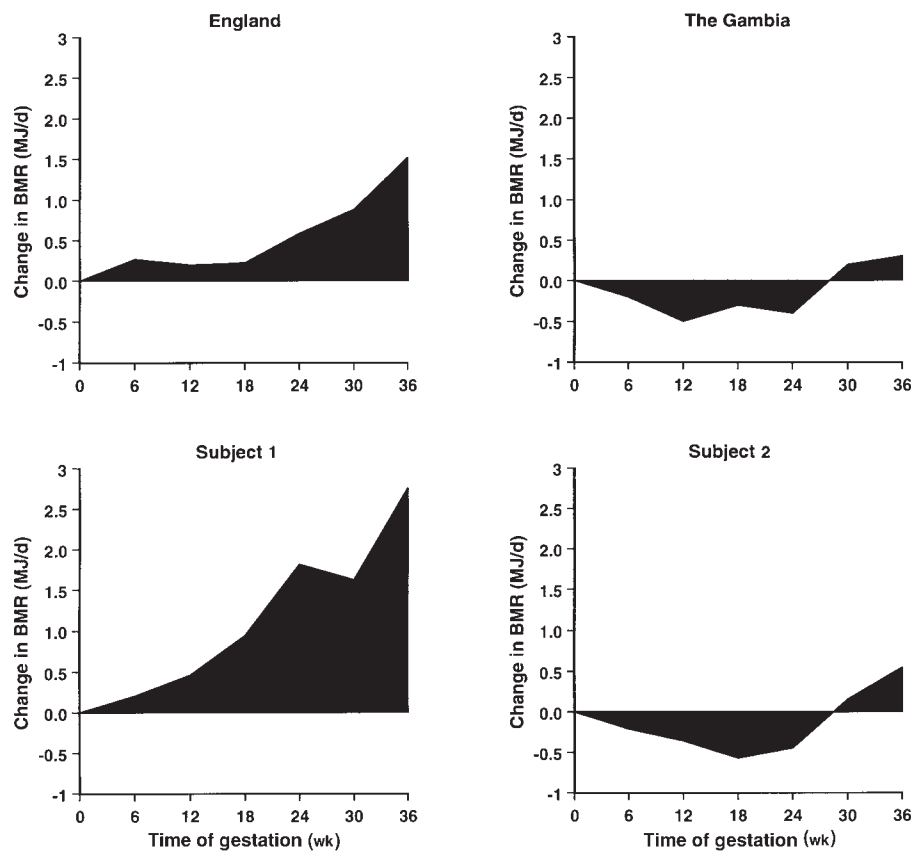 England
Change in BMR (MJ/d)
3
2.5
2.0
1.5
1.0
0.5
0.0
-0.5
-1
0 6 12 18 24 30 36
The Gambia
Change in BMR (MJ/d)
3
2.5
2.0
1.5
1.0
0.5
0.0
-0.5
-1
0 6 12 18 24 30 36
Subject 1
Change in BMR (MJ/d)
3
2.5
2.0
1.5
1.0
0.5
0.0
-0.5
-1
0 6 12 18 24 30 36
Time of gestation (wk)
Subject 2
Change in BMR (MJ/d)
3
2.5
2.0
1.5
1.0
0.5
0.0
-0.5
-1
0 6 12 18 24 30 36
Time of gestation (wk)